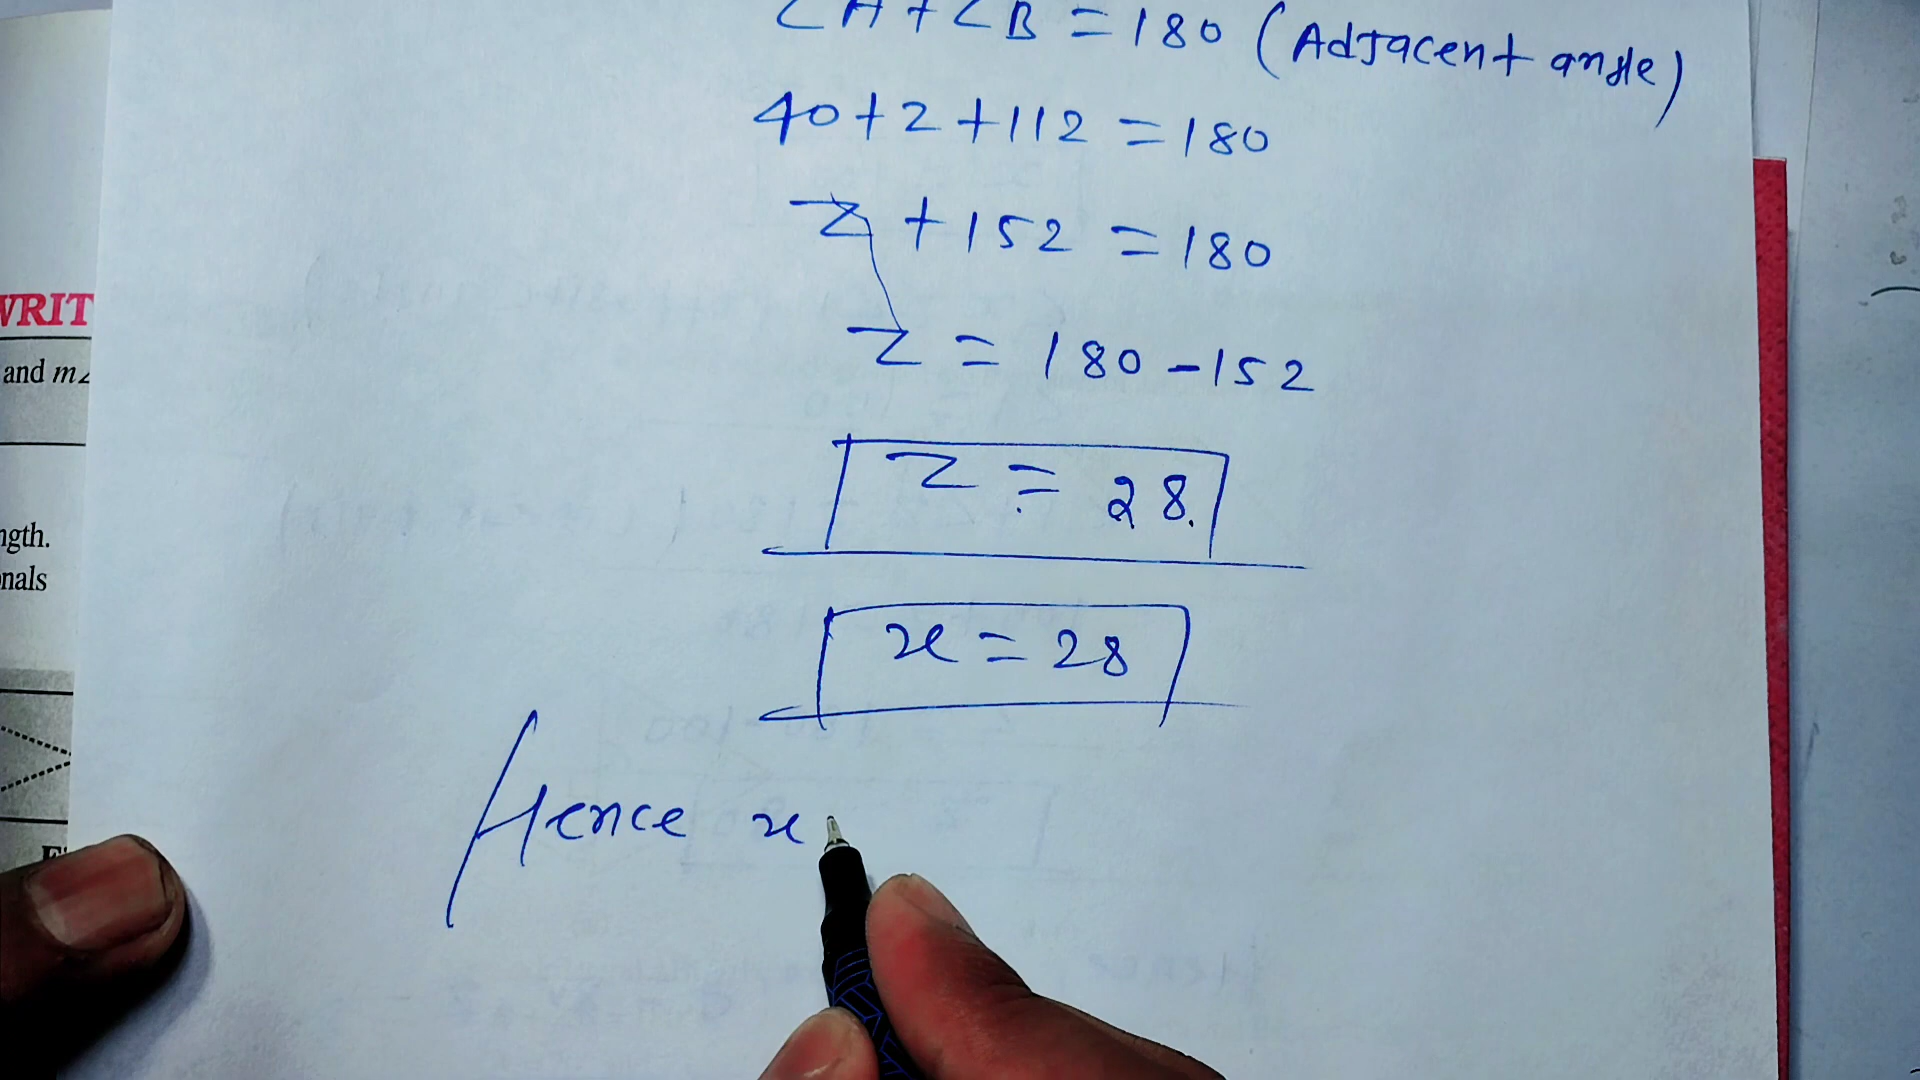 ∠A + ∠B = 180 (Adjacent angle)
40 + z + 112 = 180
z + 152 = 180
z = 180 - 152
z = 28.
x = 28
Hence x
WRIT
and m∠
ngth.
nals